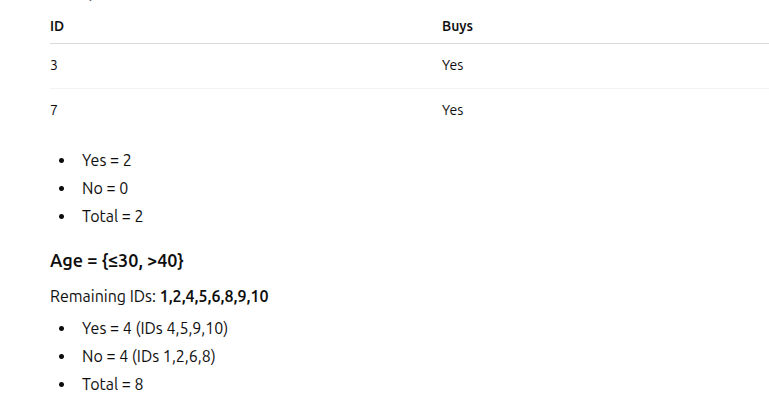 ID Buys
3 Yes
7 Yes
• Yes = 2
• No = 0
• Total = 2
Age = {≤30, >40}
Remaining IDs: 1,2,4,5,6,8,9,10
• Yes = 4 (IDs 4,5,9,10)
• No = 4 (IDs 1,2,6,8)
• Total = 8